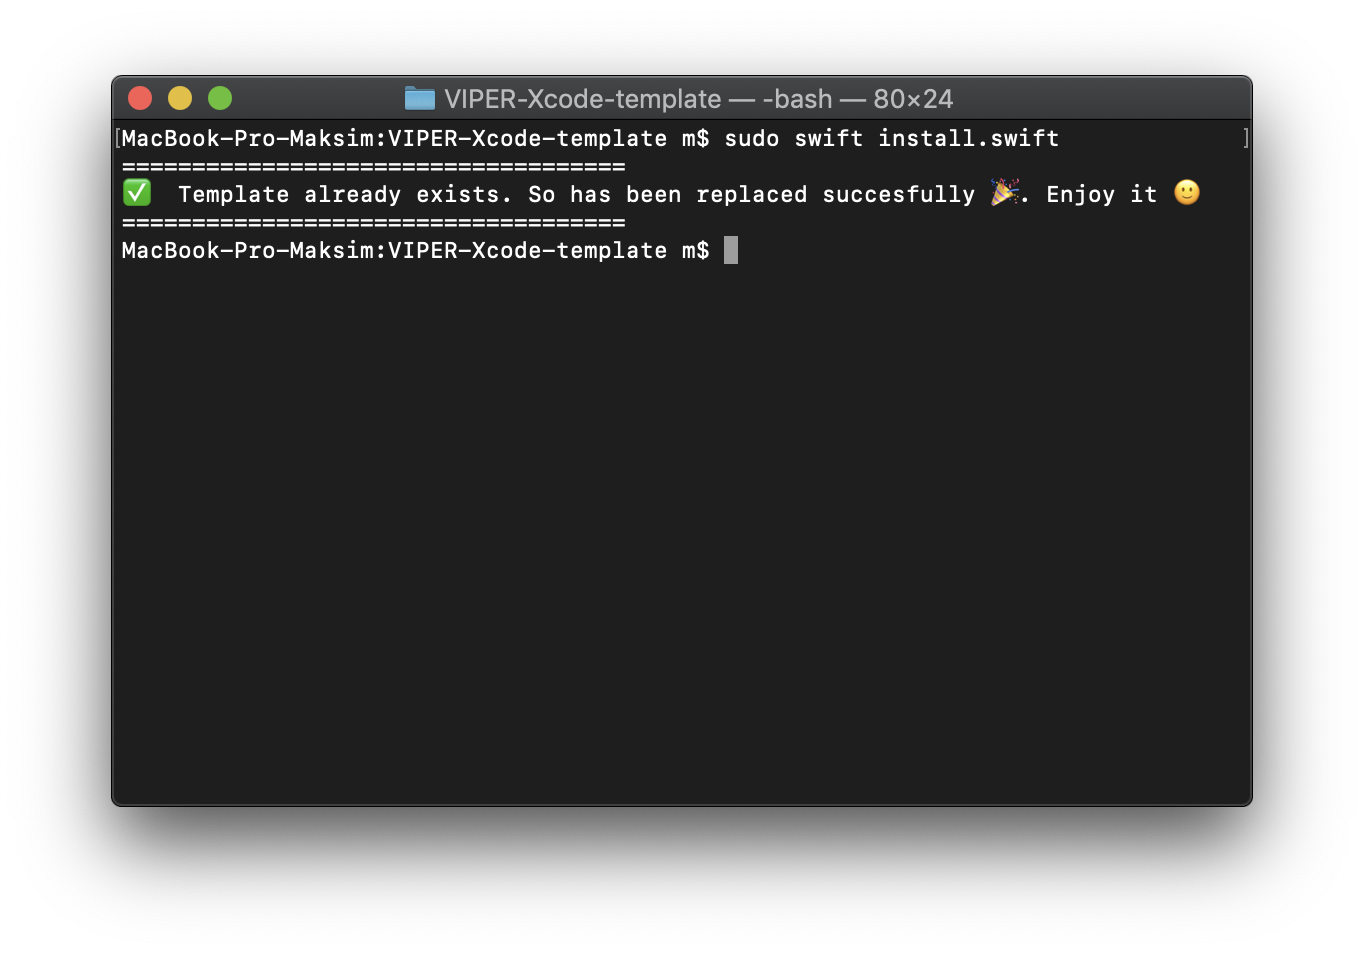 VIPER-Xcode-template — -bash — 80×24
[MacBook-Pro-Maksim:VIPER-Xcode-template m$ sudo swift install.swift ]
====================================
✅  Template already exists. So has been replaced succesfully 🎉. Enjoy it 🙂
====================================
MacBook-Pro-Maksim:VIPER-Xcode-template m$